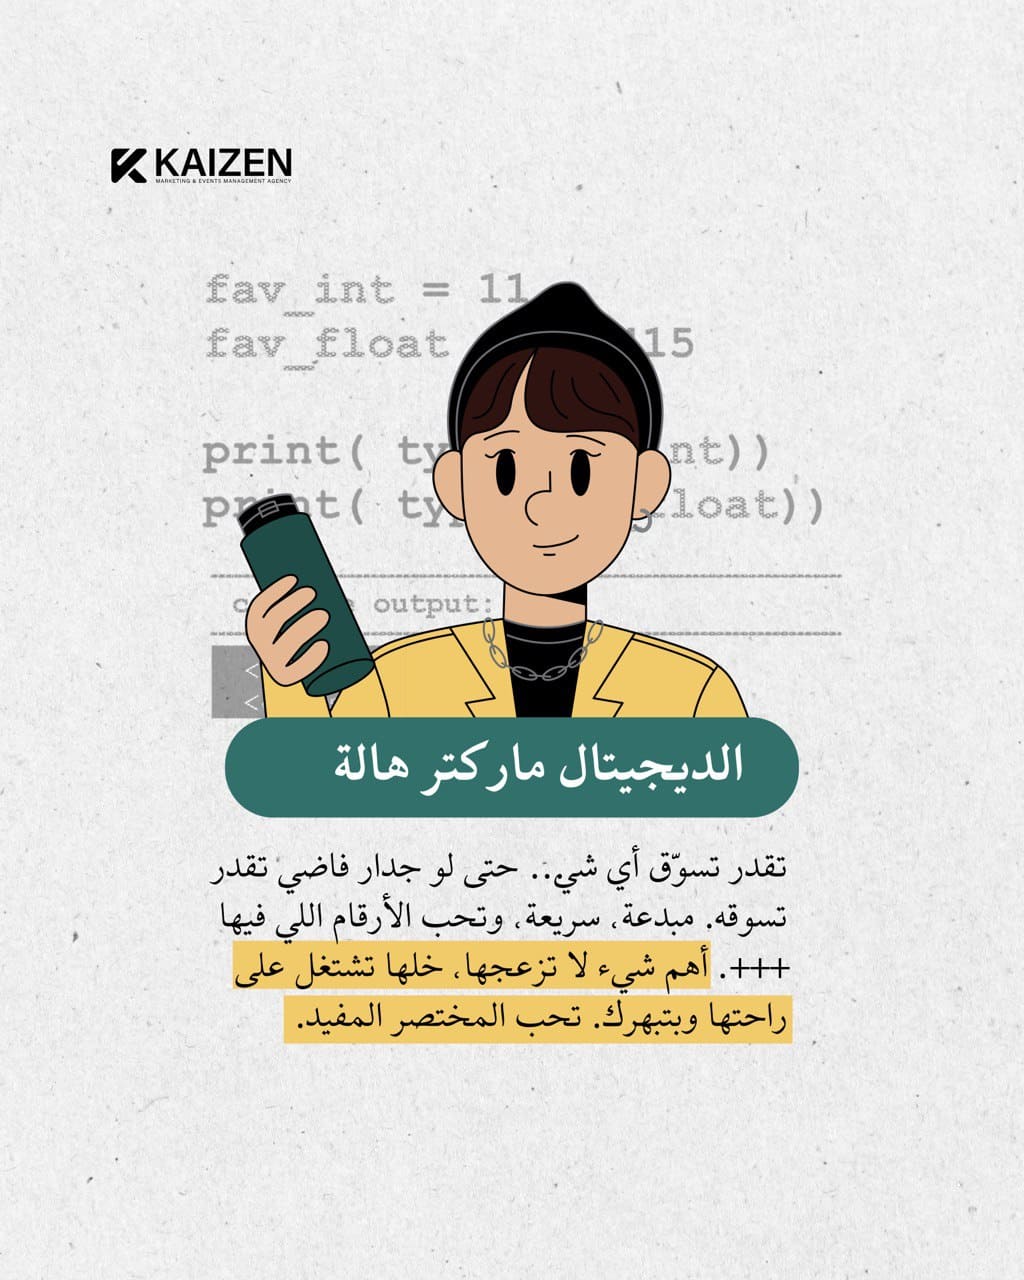 KAIZEN
MARKETING & EVENTS MANAGEMENT AGENCY
fav_int = 11
fav_float 415
print( ty nt))
print( typ loat))
output:
الديجيتال ماركتر هالة
تقدر تسوّق أي شي.. حتى لو جدار فاضي تقدر
تسوقه. مبدعة، سريعة، وتحب الأرقام اللي فيها
+++. أهم شيء لا تزعجها، خلها تشتغل على
راحتها وبتبهرك. تحب المختصر المفيد.